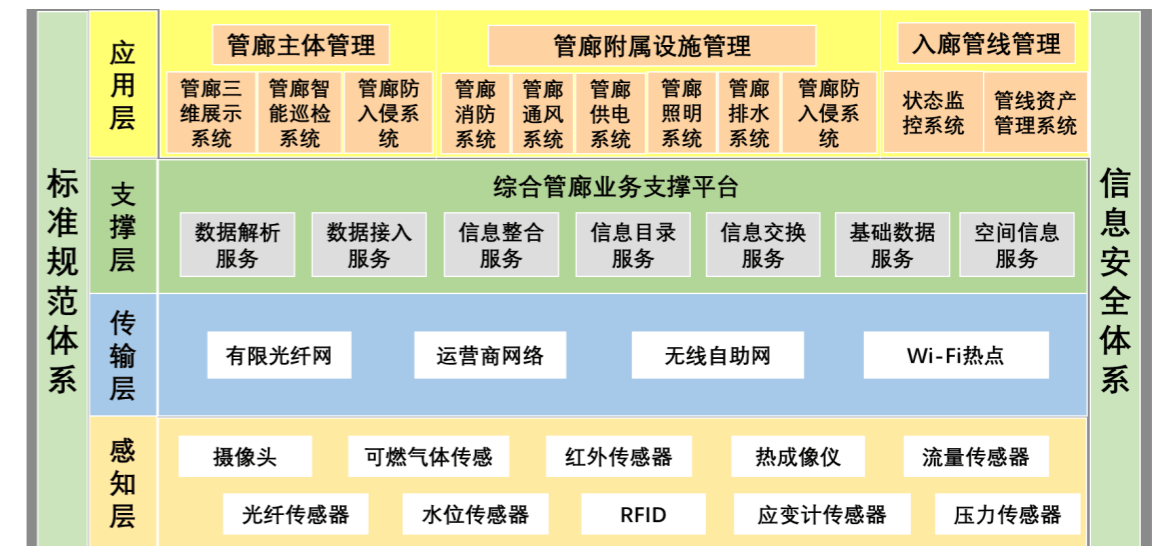 标准规范体系
应用层
管廊主体管理
管廊附属设施管理
入廊管线管理
管廊三
维展示
系统
管廊智
能巡检
系统
管廊防
入侵系
统
管廊
消防
系统
管廊
通风
系统
管廊
供电
系统
管廊
照明
系统
管廊
排水
系统
管廊防
入侵系
统
状态监
控系统
管线资产
管理系统
支撑层
综合管廊业务支撑平台
数据解析
服务
数据接入
服务
信息整合
服务
信息目录
服务
信息交换
服务
基础数据
服务
空间信息
服务
传输层
有限光纤网
运营商网络
无线自助网
Wi-Fi热点
感知层
摄像头
可燃气体传感
红外传感器
热成像仪
流量传感器
光纤传感器
水位传感器
RFID
应变计传感器
压力传感器
信息安全体系